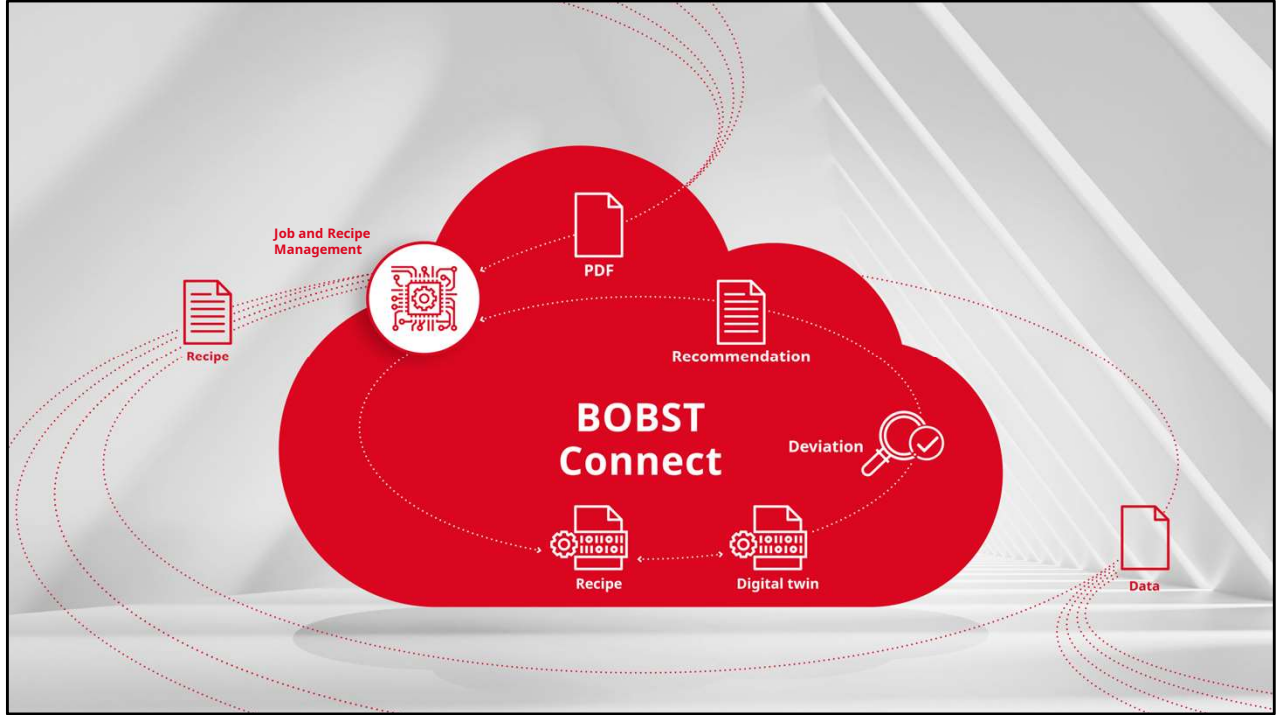 PDF
Job and Recipe
Management
Recipe
Recommendation
BOBST
Connect
Deviation
Recipe
Digital twin
Data